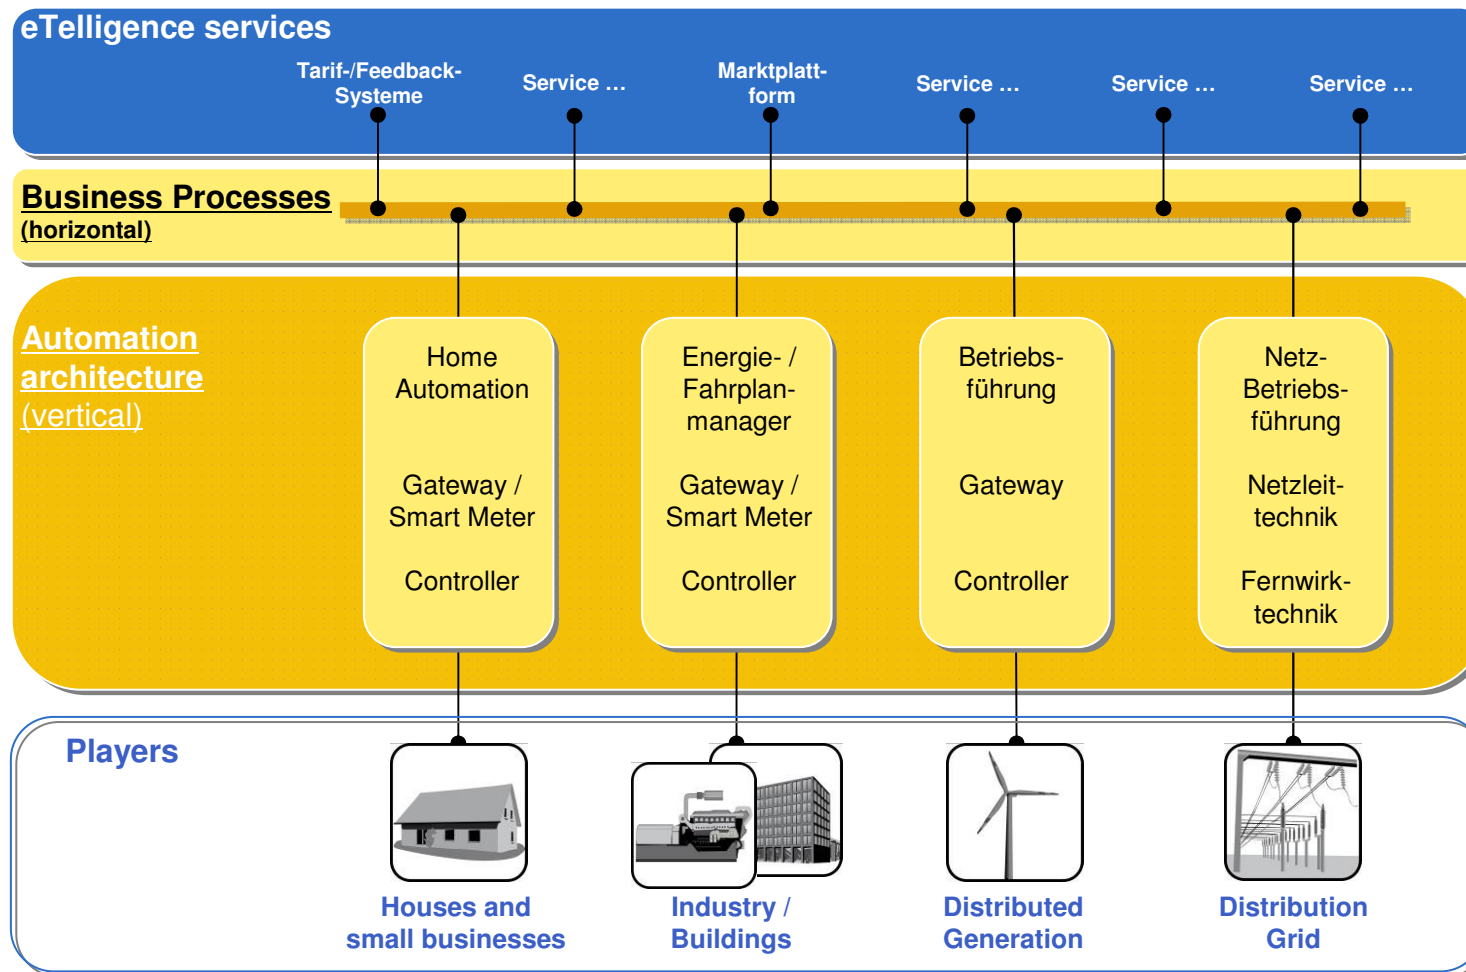 eTelligence services
Tarif-/Feedback-
Systeme
Service ...
Marktplatt-
form
Service ...
Service ...
Service ...
Business Processes
(horizontal)
Automation
architecture
(vertical)
Home
Automation
Gateway /
Smart Meter
Controller
Energie- /
Fahrplan-
manager
Gateway /
Smart Meter
Controller
Betriebs-
führung
Gateway
Controller
Netz-
Betriebs-
führung
Netzleit-
technik
Fernwirk-
technik
Players
Houses and
small businesses
Industry /
Buildings
Distributed
Generation
Distribution
Grid